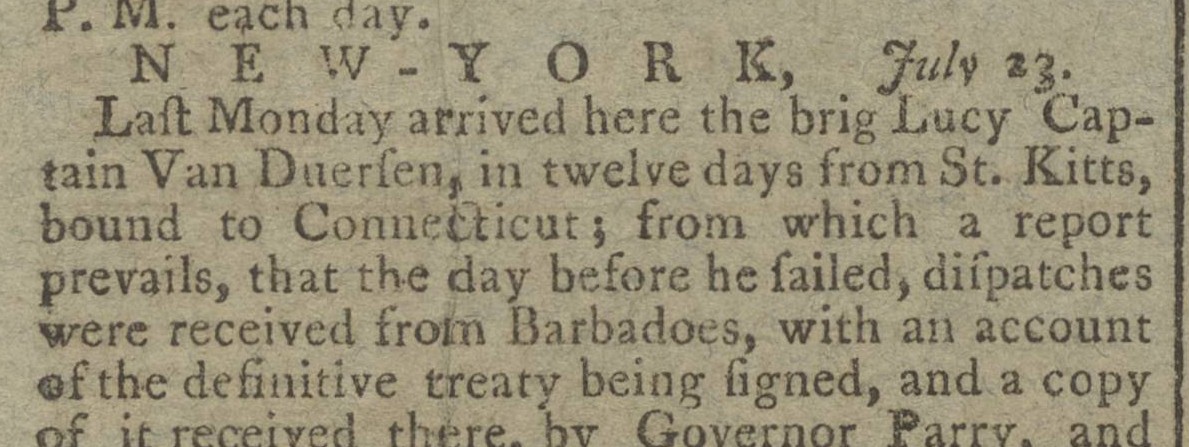 P. M. each day.
NEW-YORK, July 23.
Laſt Monday arrived here the brig Lucy Cap-
tain Van Duerſen, in twelve days from St. Kitts,
bound to Connecticut; from which a report
prevails, that the day before he ſailed, diſpatches
were received from Barbadoes, with an account
of the definitive treaty being ſigned, and a copy
of it received there, by Governor Parry, and